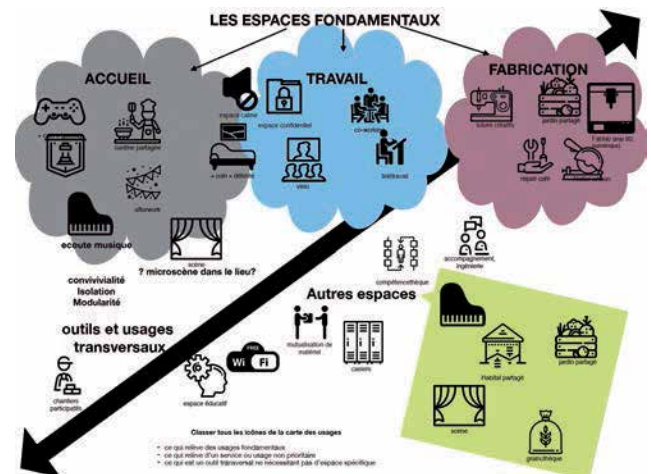 LES ESPACES FONDAMENTAUX
ACCUEIL
TRAVAIL
FABRICATION
cantine partagée
afterwork
espace calme
« coin » détente
espace confidentiel
co-working
visio
télétravail
jardin partagé
repair café
ecoute musique
scène
? microscène dans le lieu?
convivivialité
Isolation
Modularité
outils et usages
transversaux
chantiers
participatifs
espace éducatif
FREE
Wi Fi
Autres espaces
compétencethèque
accompagnement,
ingénierie
mutualisation de
matériel
casiers
Habitat partagé
jardin partagé
scène
grainothèque
Classer tous les icônes de la carte des usages
• ce qui relève des usages fondamentaux
• ce qui relève d'un service ou usage non prioritaire
• ce qui est un outil transversal ne nécessitant pas d'espace spécifique